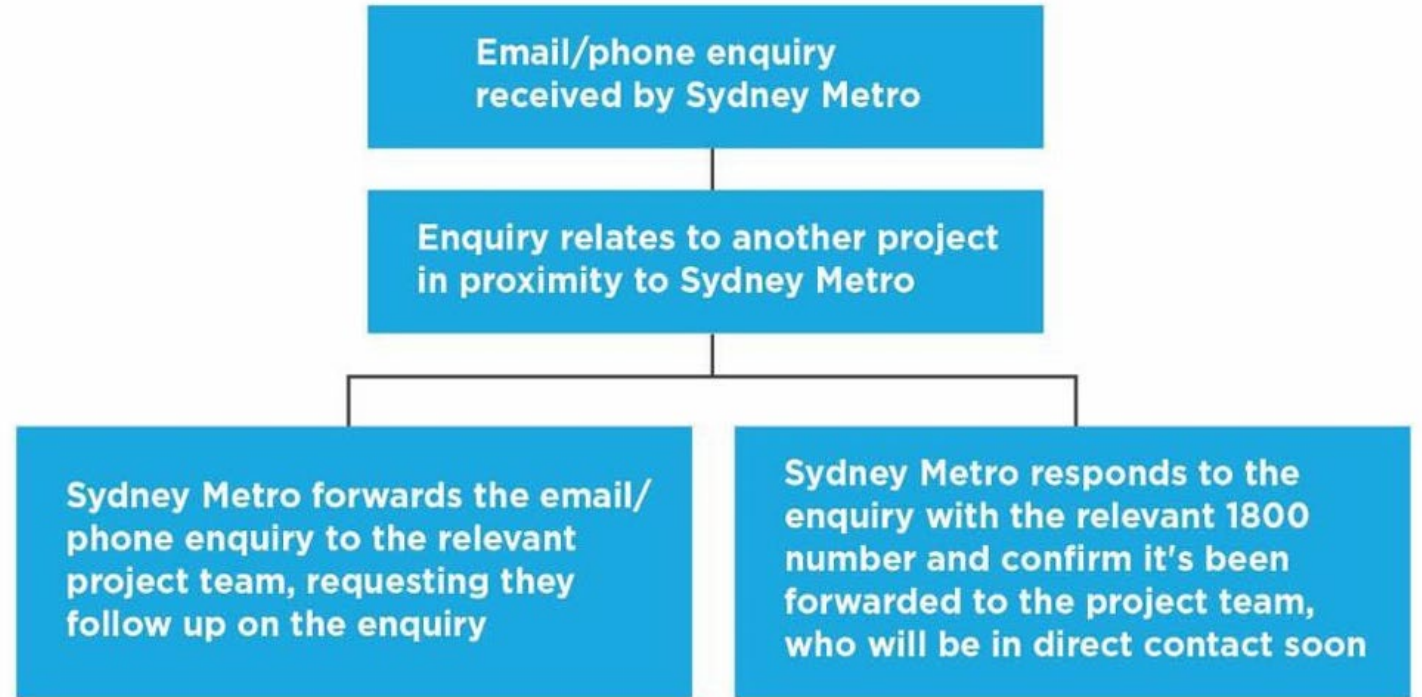 Email/phone enquiry
received by Sydney Metro
Enquiry relates to another project
in proximity to Sydney Metro
Sydney Metro forwards the email/
phone enquiry to the relevant
project team, requesting they
follow up on the enquiry
Sydney Metro responds to the
enquiry with the relevant 1800
number and confirm it's been
forwarded to the project team,
who will be in direct contact soon